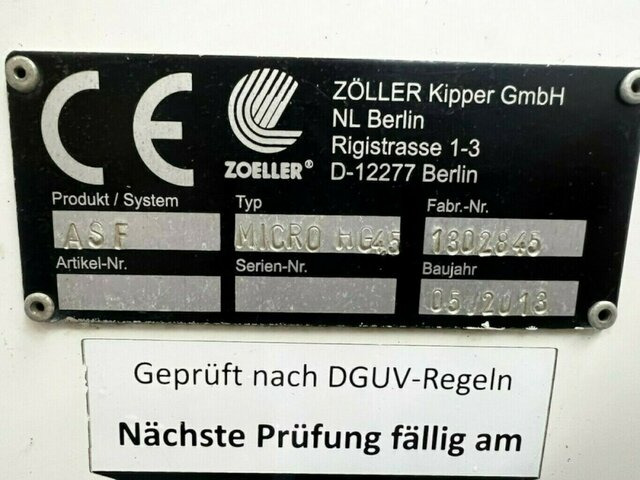 CE
ZOELLER®
ZÖLLER Kipper GmbH
NL Berlin
Rigistrasse 1-3
D-12277 Berlin
Produkt / System
Typ
Fabr.-Nr.
ASF
MICRO HG45
1302845
Artikel-Nr.
Serien-Nr.
Baujahr
05/2013
Geprüft nach DGUV-Regeln
Nächste Prüfung fällig am